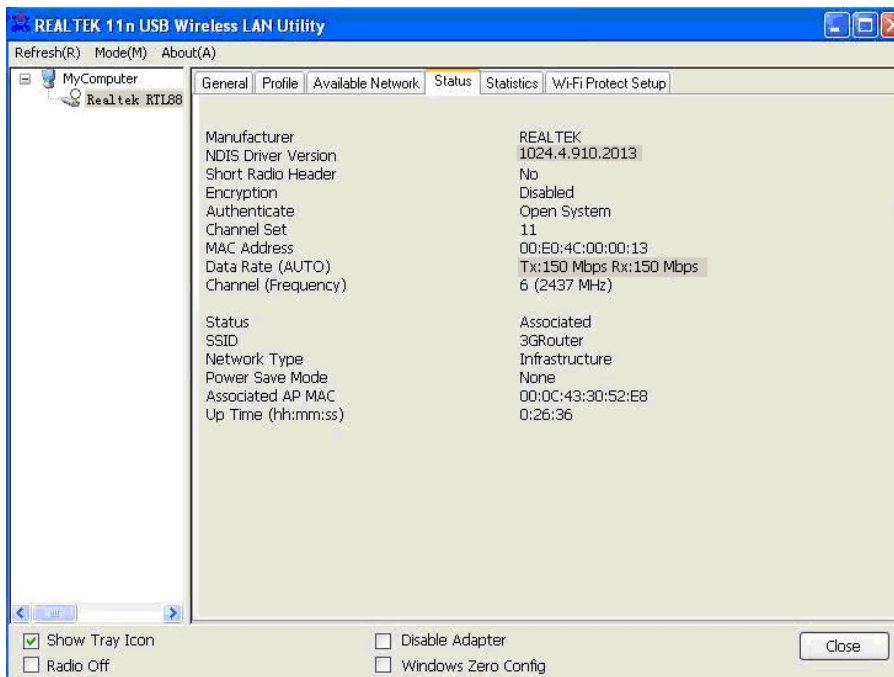 REALTEK 11n USB Wireless LAN Utility
Refresh(R) Mode(M) About(A)
MyComputer
Realtek RTL88
General Profile Available Network Status Statistics Wi-Fi Protect Setup
Manufacturer REALTEK
NDIS Driver Version 1024.4.910.2013
Short Radio Header No
Encryption Disabled
Authenticate Open System
Channel Set 11
MAC Address 00:E0:4C:00:00:13
Data Rate (AUTO) Tx:150 Mbps Rx:150 Mbps
Channel (Frequency) 6 (2437 MHz)
Status Associated
SSID 3GRouter
Network Type Infrastructure
Power Save Mode None
Associated AP MAC 00:0C:43:30:52:E8
Up Time (hh:mm:ss) 0:26:36
Show Tray Icon Disable Adapter
Radio Off Windows Zero Config
Close